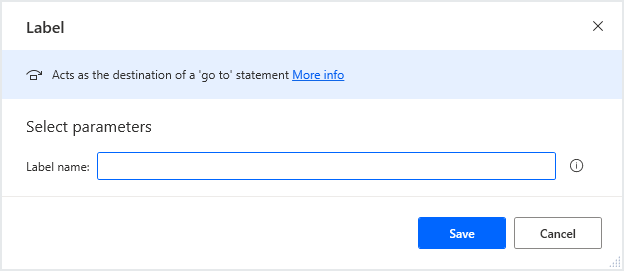 Label
Acts as the destination of a 'go to' statement More info
Select parameters
Label name:
Save Cancel